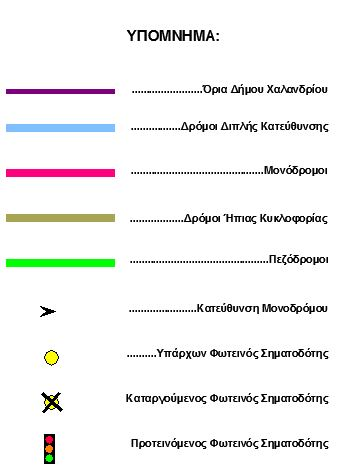 ΥΠΟΜΝΗΜΑ:
........................Όρια Δήμου Χαλανδρίου
.................Δρόμοι Διπλής Κατεύθυνσης
.............................................Μονόδρομοι
..................Δρόμοι Ήπιας Κυκλοφορίας
...............................................Πεζόδρομοι
.......................Κατεύθυνση Μονοδρόμου
..........Υπάρχων Φωτεινός Σηματοδότης
Καταργούμενος Φωτεινός Σηματοδότης
Προτεινόμενος Φωτεινός Σηματοδότης